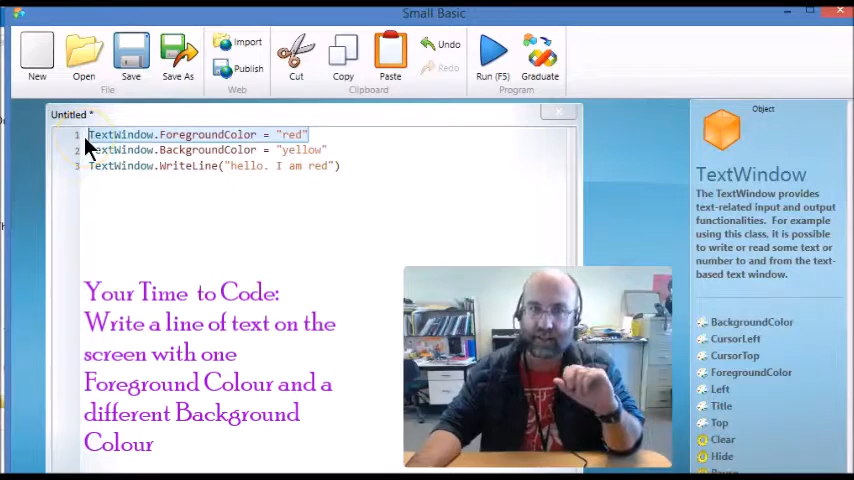 Small Basic
New
Open
Save
Save As
Import
Publish
Cut
Copy
Paste
Undo
Redo
Run (F5)
Graduate
File
Web
Clipboard
Program
Untitled *
1 TextWindow.ForegroundColor = "red"
2 TextWindow.BackgroundColor = "yellow"
3 TextWindow.WriteLine("hello. I am red")
Your Time to Code:
Write a line of text on the
screen with one
Foreground Colour and a
different Background
Colour
Object
TextWindow
The TextWindow provides
text-related input and output
functionalities. For example
using this class, it is possible
to write or read some text or
number to and from the text-
based text window.
BackgroundColor
CursorLeft
CursorTop
ForegroundColor
Left
Title
Top
Clear
Hide